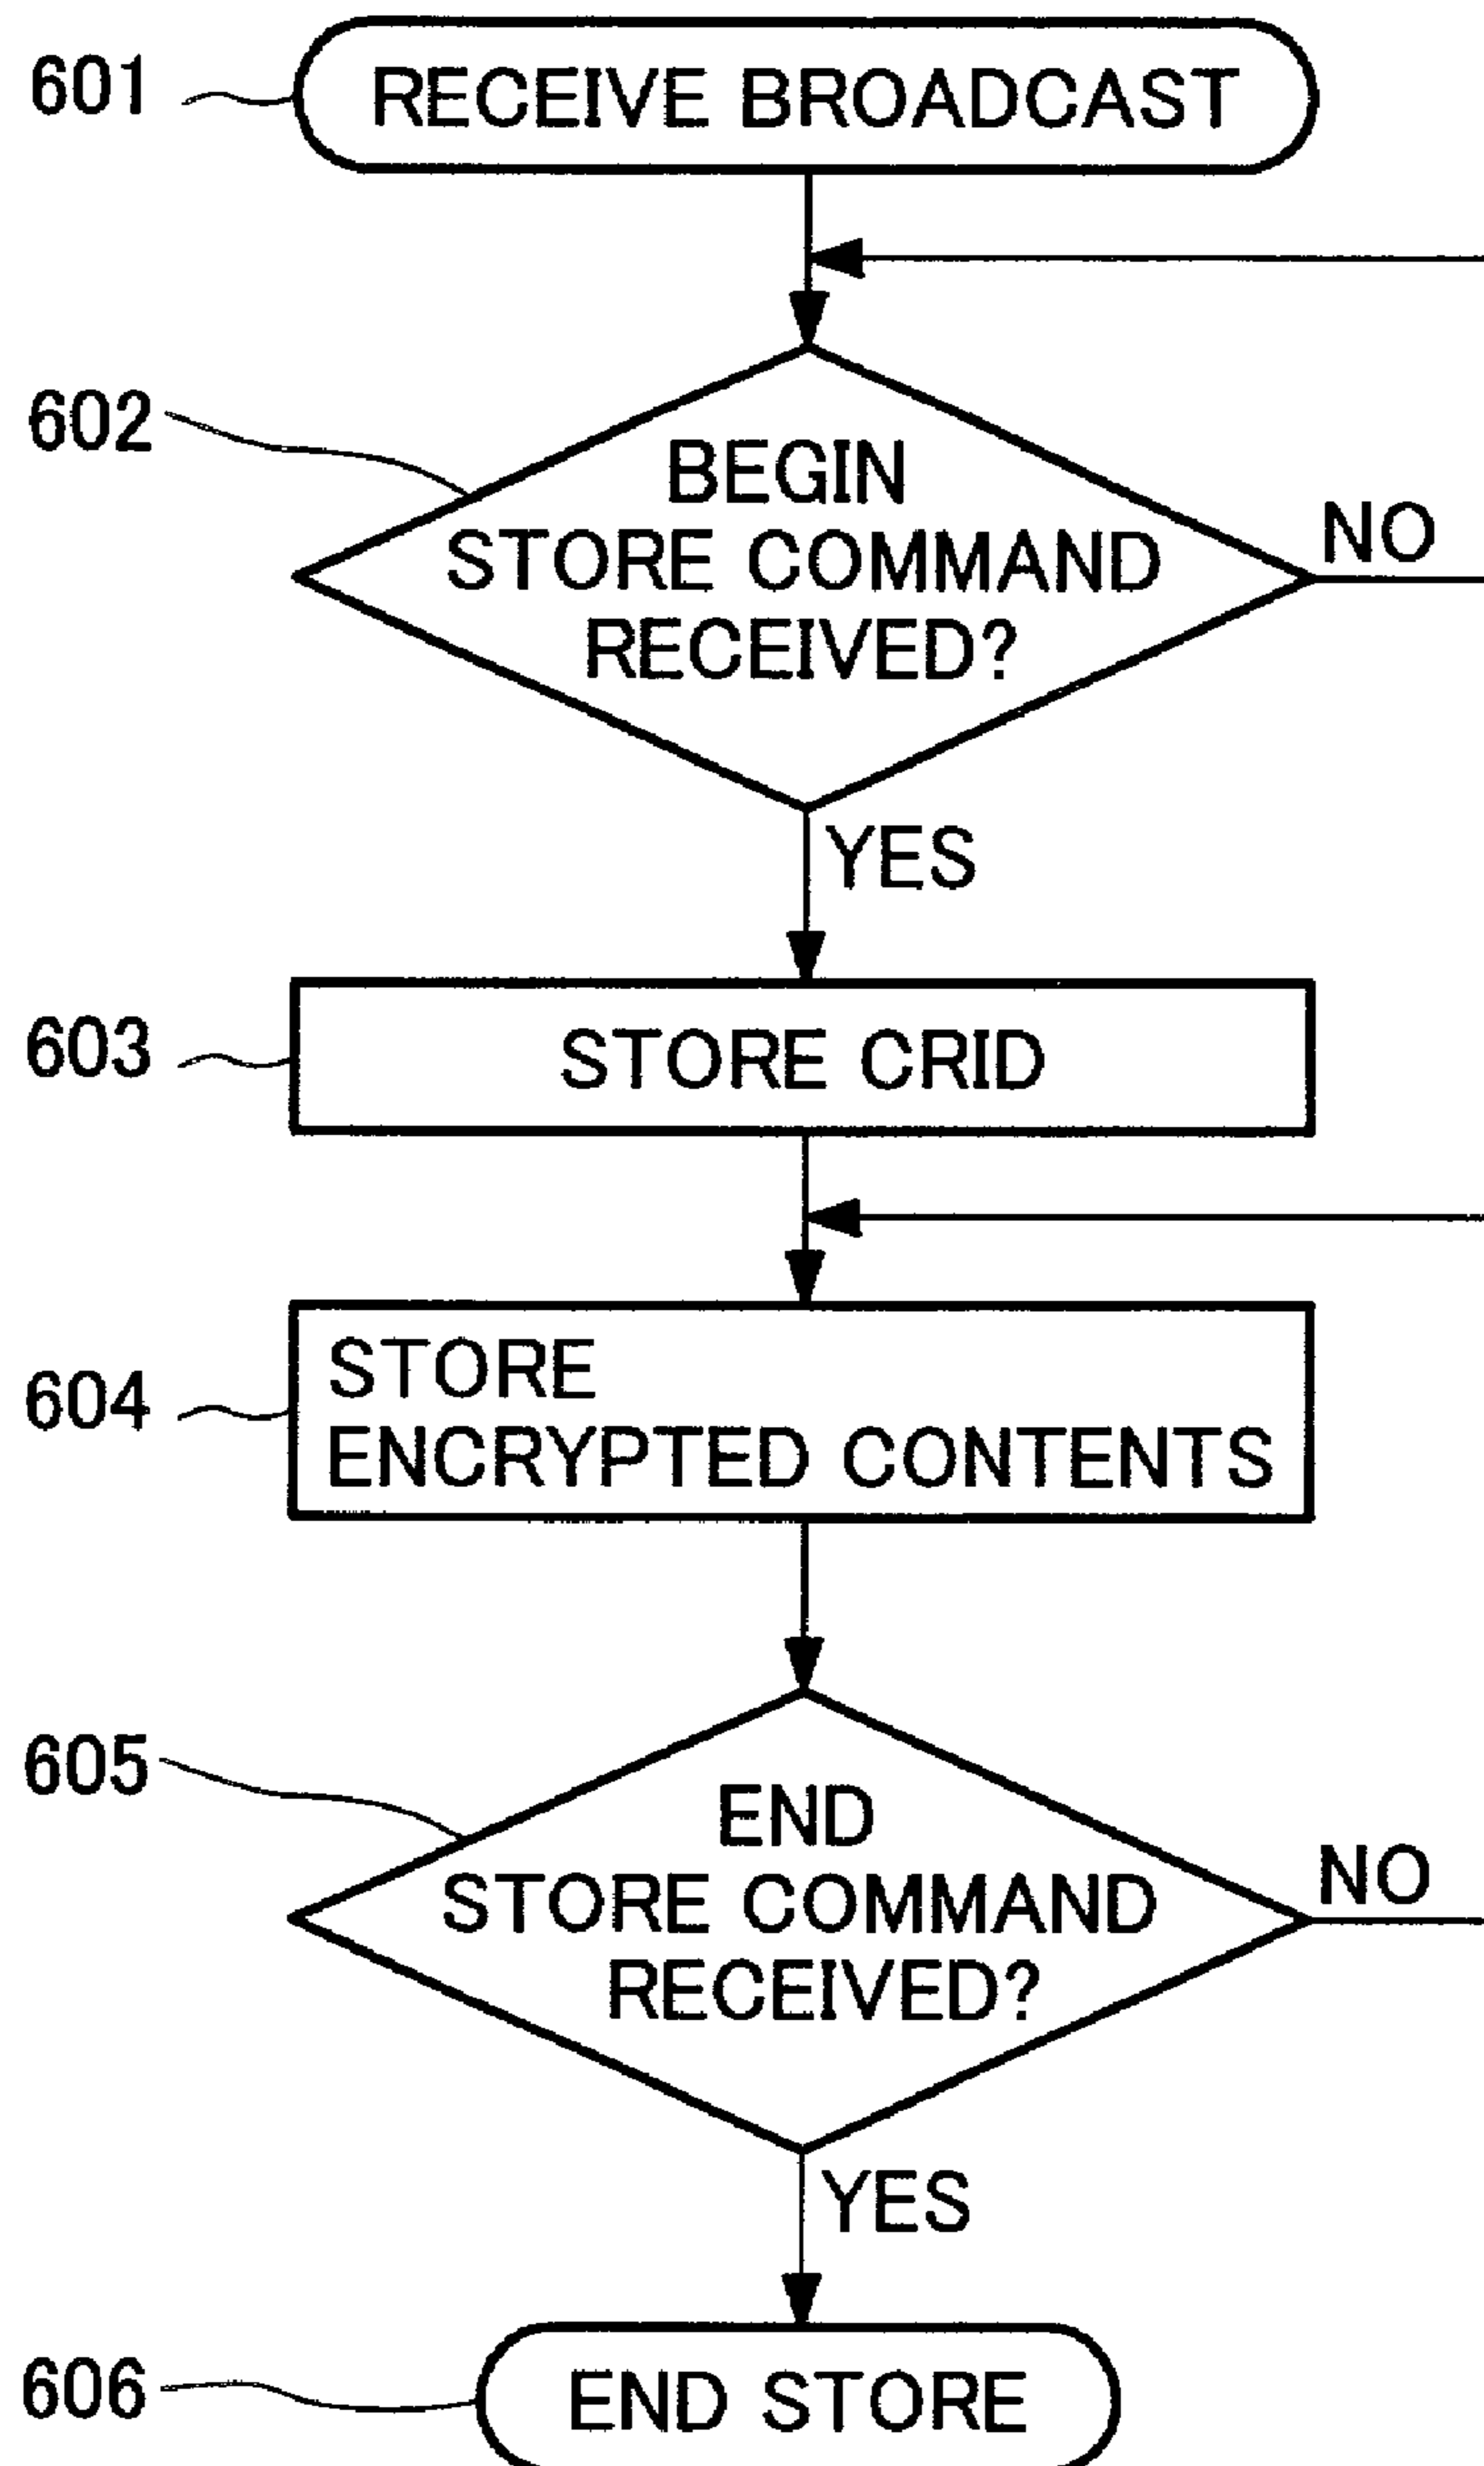 601
RECEIVE BROADCAST
602
BEGIN
STORE COMMAND
RECEIVED?
NO
YES
603
STORE CRID
604
STORE
ENCRYPTED CONTENTS
605
END
STORE COMMAND
RECEIVED?
NO
YES
606
END STORE